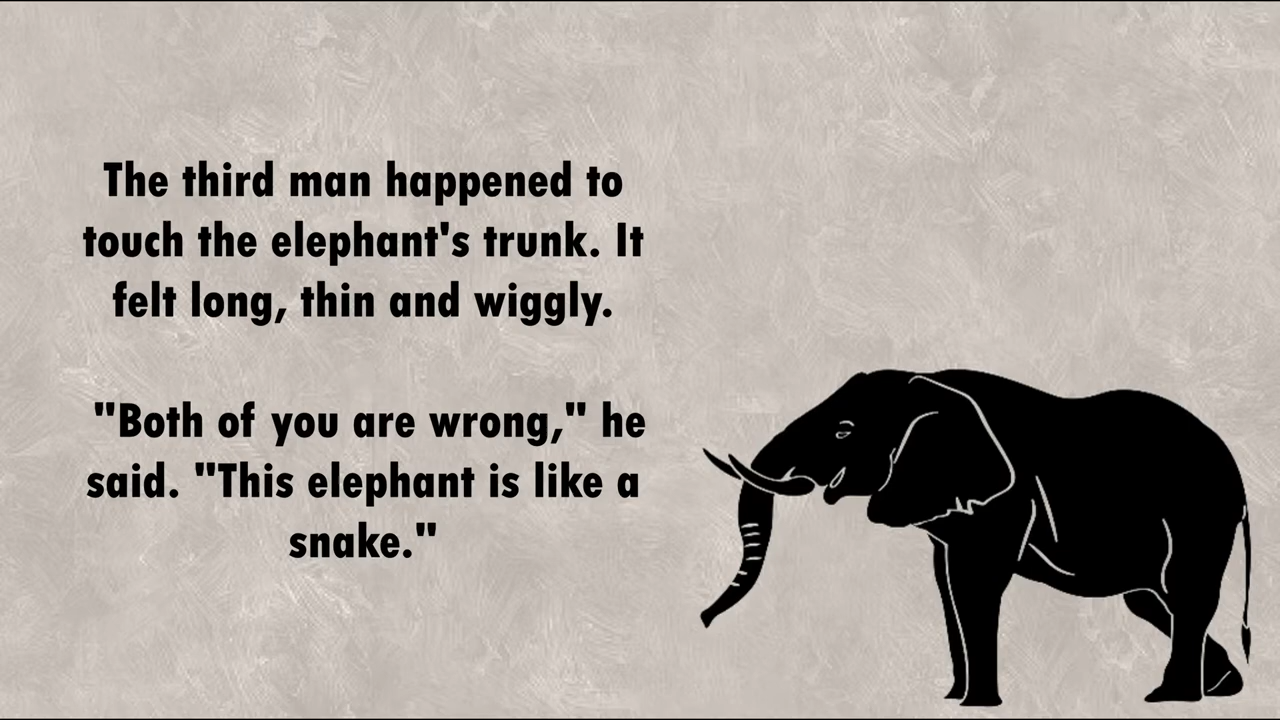 The third man happened to
touch the elephant's trunk. It
felt long, thin and wiggly.
"Both of you are wrong," he
said. "This elephant is like a
snake."